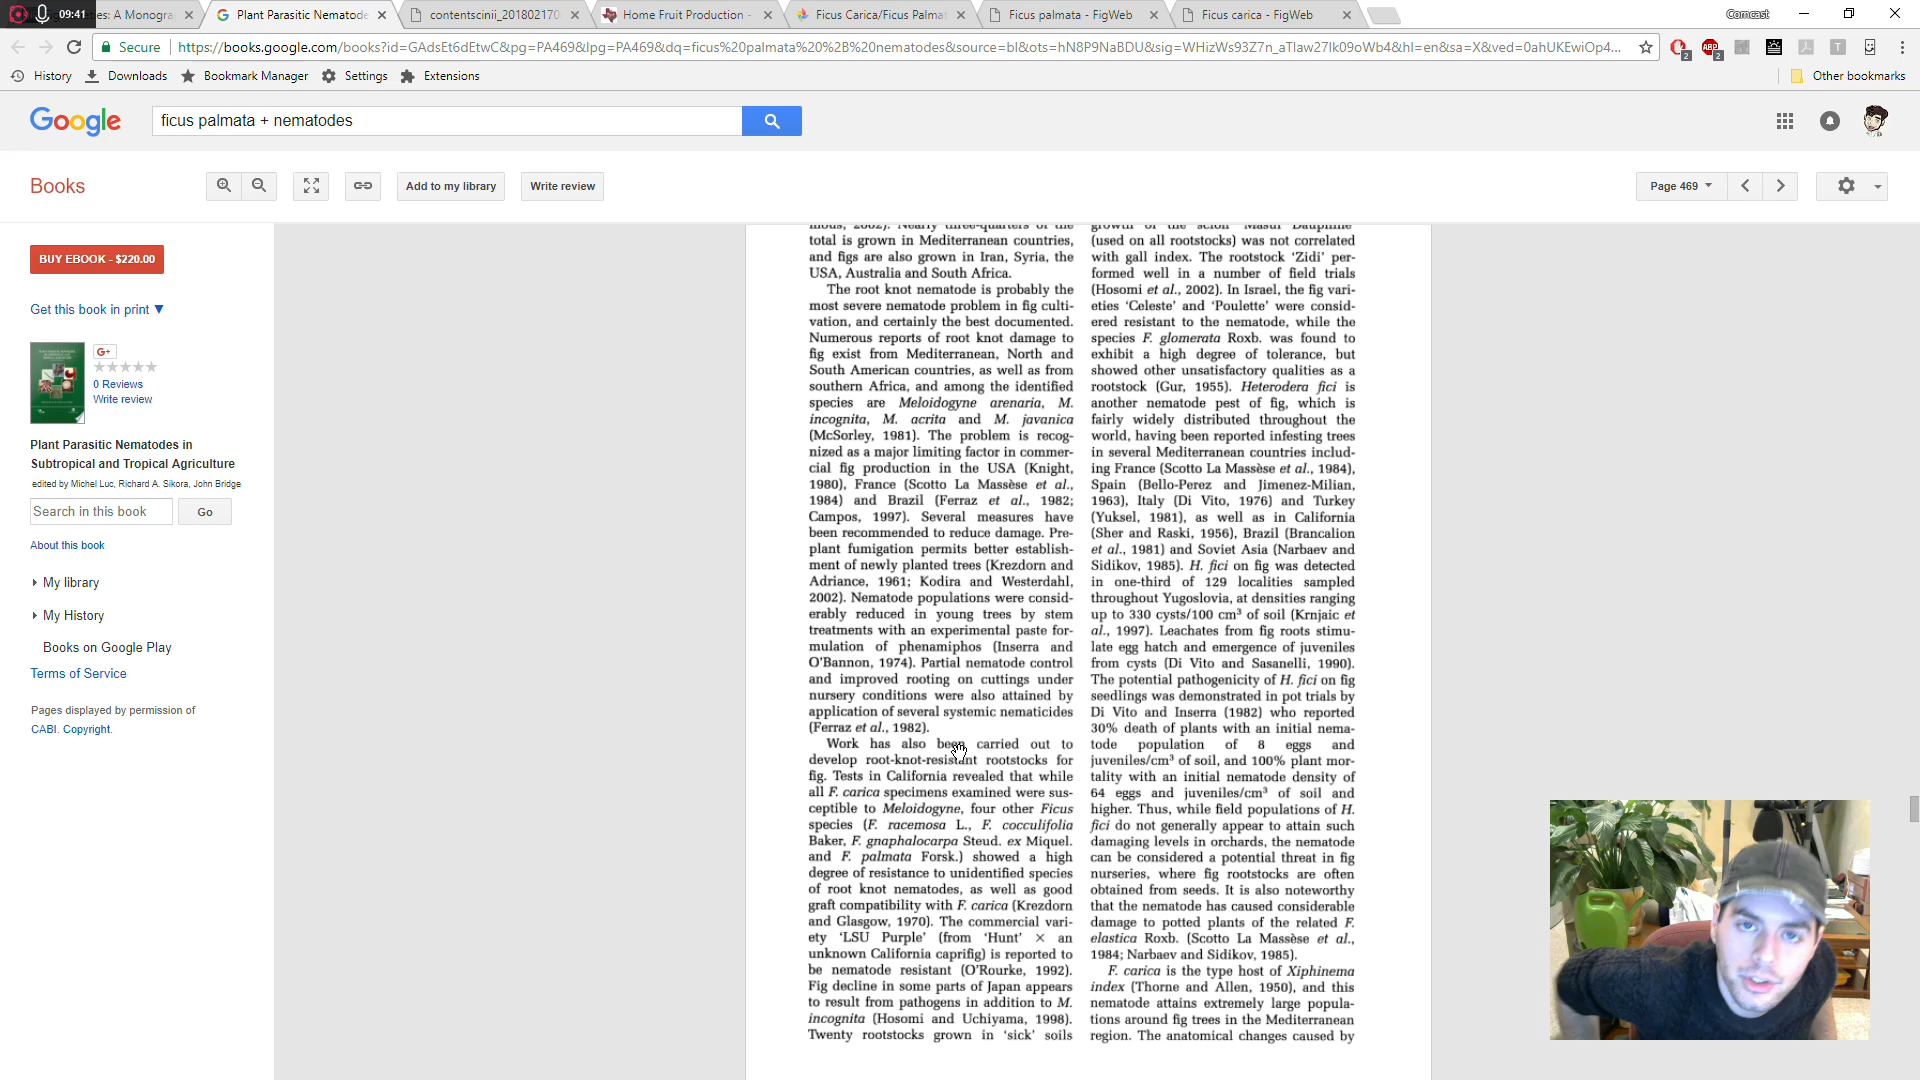 09:41
ties: A Monogra
Plant Parasitic Nematode
contentscinii_201802170
Home Fruit Production -
Ficus Carica/Ficus Palmat
Ficus palmata - FigWeb
Ficus carica - FigWeb
Comcast
Secure
https://books.google.com/books?id=GAdsEt6dEtwC&pg=PA469&lpg=PA469&dq=ficus%20palmata%20%2B%20nematodes&source=bl&ots=hN8P9NaBDU&sig=WHizWs93Z7n_aTlaw27Ik09oWb4&hl=en&sa=X&ved=0ahUKEwiOp4...
History
Downloads
Bookmark Manager
Settings
Extensions
Other bookmarks
Google
ficus palmata + nematodes
Books
Add to my library
Write review
Page 469
BUY EBOOK - $220.00
Get this book in print ▼
G+
0 Reviews
Write review
Plant Parasitic Nematodes in
Subtropical and Tropical Agriculture
edited by Michel Luc, Richard A. Sikora, John Bridge
Search in this book
Go
About this book
My library
My History
Books on Google Play
Terms of Service
Pages displayed by permission of
CABI. Copyright.
2002). Nearly three-quarters of the
total is grown in Mediterranean countries,
and figs are also grown in Iran, Syria, the
USA, Australia and South Africa.
The root knot nematode is probably the
most severe nematode problem in fig culti-
vation, and certainly the best documented.
Numerous reports of root knot damage to
fig exist from Mediterranean, North and
South American countries, as well as from
southern Africa, and among the identified
species are Meloidogyne arenaria, M.
incognita, M. acrita and M. javanica
(McSorley, 1981). The problem is recog-
nized as a major limiting factor in commer-
cial fig production in the USA (Knight,
1980), France (Scotto La Massèse et al.,
1984) and Brazil (Ferraz et al., 1982;
Campos, 1997). Several measures have
been recommended to reduce damage. Pre-
plant fumigation permits better establish-
ment of newly planted trees (Krezdorn and
Adriance, 1961; Kodira and Westerdahl,
2002). Nematode populations were consid-
erably reduced in young trees by stem
treatments with an experimental paste for-
mulation of phenamiphos (Inserra and
O'Bannon, 1974). Partial nematode control
and improved rooting on cuttings under
nursery conditions were also attained by
application of several systemic nematicides
(Ferraz et al., 1982).
Work has also been carried out to
develop root-knot-resistant rootstocks for
fig. Tests in California revealed that while
all F. carica specimens examined were sus-
ceptible to Meloidogyne, four other Ficus
species (F. racemosa L., F. cocculifolia
Baker, F. gnaphalocarpa Steud. ex Miquel.
and F. palmata Forsk.) showed a high
degree of resistance to unidentified species
of root knot nematodes, as well as good
graft compatibility with F. carica (Krezdorn
and Glasgow, 1970). The commercial vari-
ety 'LSU Purple' (from 'Hunt' × an
unknown California caprifig) is reported to
be nematode resistant (O'Rourke, 1992).
Fig decline in some parts of Japan appears
to result from pathogens in addition to M.
incognita (Hosomi and Uchiyama, 1998).
Twenty rootstocks grown in 'sick' soils
growth of the scion 'Masui Dauphine'
(used on all rootstocks) was not correlated
with gall index. The rootstock 'Zidi' per-
formed well in a number of field trials
(Hosomi et al., 2002). In Israel, the fig vari-
eties 'Celeste' and 'Poulette' were consid-
ered resistant to the nematode, while the
species F. glomerata Roxb. was found to
exhibit a high degree of tolerance, but
showed other unsatisfactory qualities as a
rootstock (Gur, 1955). Heterodera fici is
another nematode pest of fig, which is
fairly widely distributed throughout the
world, having been reported infesting trees
in several Mediterranean countries includ-
ing France (Scotto La Massèse et al., 1984),
Spain (Bello-Perez and Jimenez-Milian,
1963), Italy (Di Vito, 1976) and Turkey
(Yuksel, 1981), as well as in California
(Sher and Raski, 1956), Brazil (Brancalion
et al., 1981) and Soviet Asia (Narbaev and
Sidikov, 1985). H. fici on fig was detected
in one-third of 129 localities sampled
throughout Yugoslovia, at densities ranging
up to 330 cysts/100 cm³ of soil (Krnjaic et
al., 1997). Leachates from fig roots stimu-
late egg hatch and emergence of juveniles
from cysts (Di Vito and Sasanelli, 1990).
The potential pathogenicity of H. fici on fig
seedlings was demonstrated in pot trials by
Di Vito and Inserra (1982) who reported
30% death of plants with an initial nema-
tode population of 8 eggs and
juveniles/cm³ of soil, and 100% plant mor-
tality with an initial nematode density of
64 eggs and juveniles/cm³ of soil and
higher. Thus, while field populations of H.
fici do not generally appear to attain such
damaging levels in orchards, the nematode
can be considered a potential threat in fig
nurseries, where fig rootstocks are often
obtained from seeds. It is also noteworthy
that the nematode has caused considerable
damage to potted plants of the related F.
elastica Roxb. (Scotto La Massèse et al.,
1984; Narbaev and Sidikov, 1985).
F. carica is the type host of Xiphinema
index (Thorne and Allen, 1950), and this
nematode attains extremely large popula-
tions around fig trees in the Mediterranean
region. The anatomical changes caused by